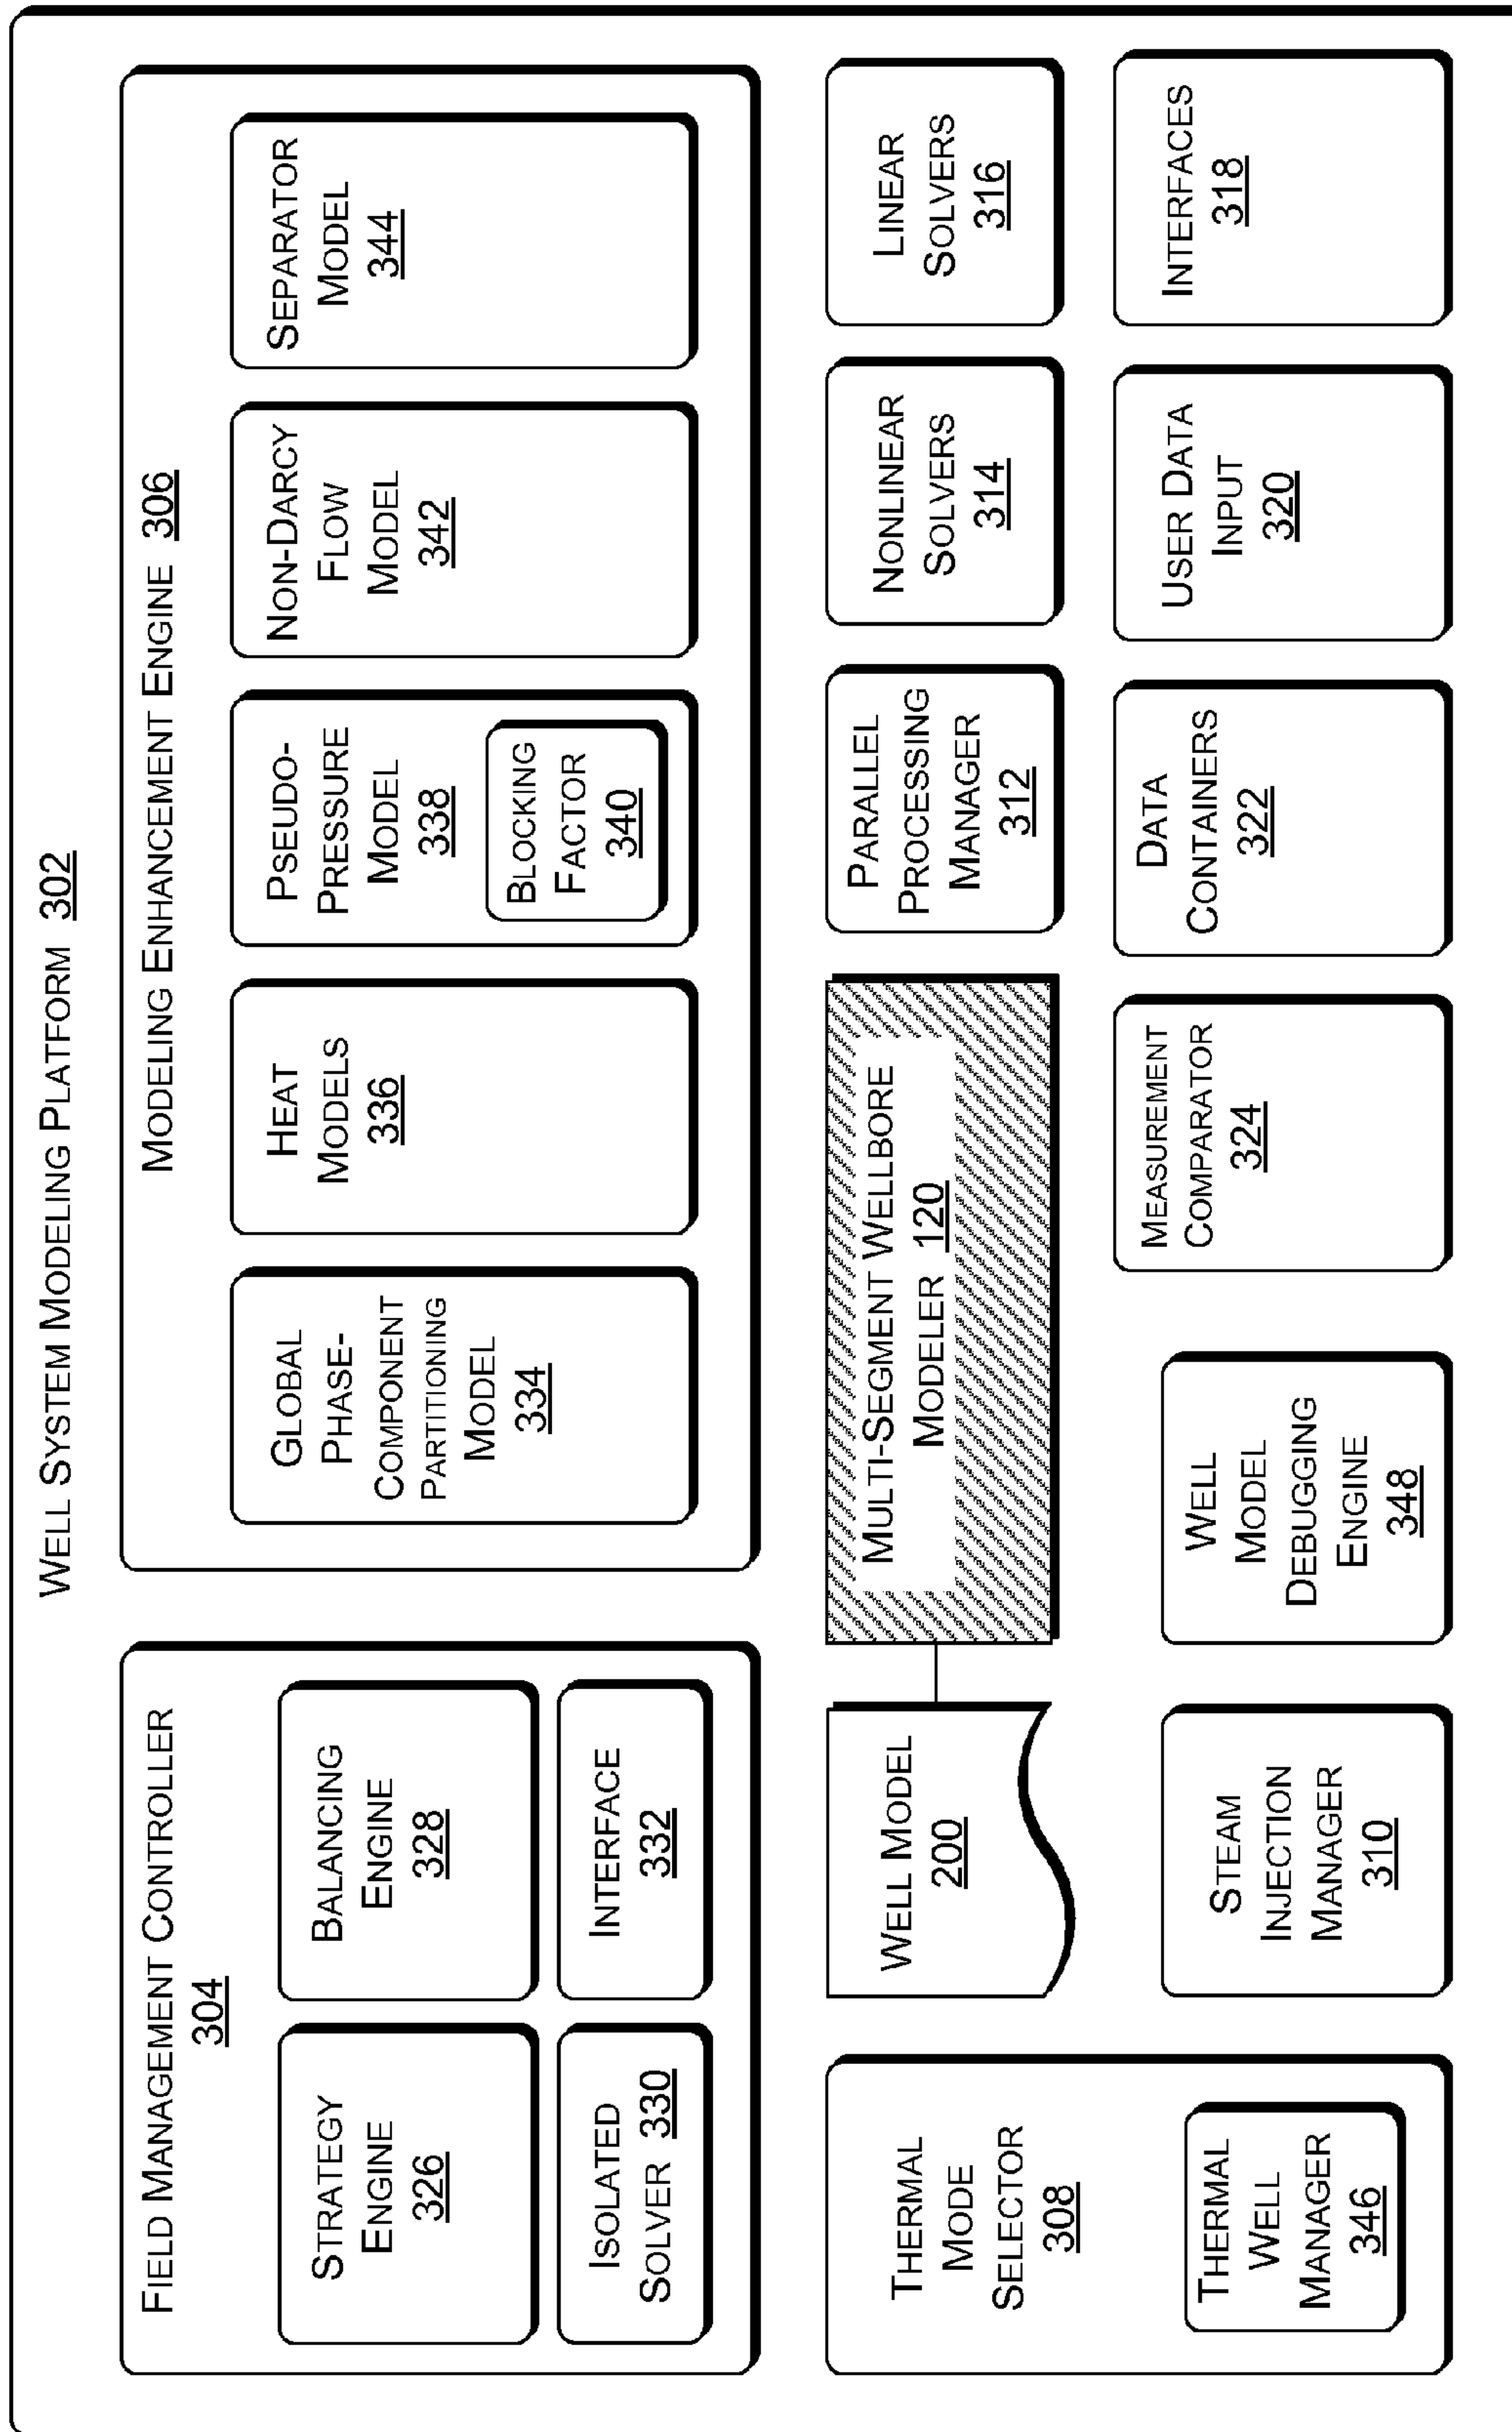 WELL SYSTEM MODELING PLATFORM 302
FIELD MANAGEMENT CONTROLLER
304
STRATEGY
ENGINE
326
BALANCING
ENGINE
328
ISOLATED
SOLVER 330
INTERFACE
332
MODELING ENHANCEMENT ENGINE 306
GLOBAL
PHASE-
COMPONENT
PARTITIONING
MODEL
334
HEAT
MODELS
336
PSEUDO-
PRESSURE
MODEL
338
BLOCKING
FACTOR
340
NON-DARCY
FLOW
MODEL
342
SEPARATOR
MODEL
344
THERMAL
MODE
SELECTOR
308
THERMAL
WELL
MANAGER
346
WELL MODEL
200
MULTI-SEGMENT WELLBORE
MODELER 120
PARALLEL
PROCESSING
MANAGER
312
NONLINEAR
SOLVERS
314
LINEAR
SOLVERS
316
STEAM
INJECTION
MANAGER
310
WELL
MODEL
DEBUGGING
ENGINE
348
MEASUREMENT
COMPARATOR
324
DATA
CONTAINERS
322
USER DATA
INPUT
320
INTERFACES
318